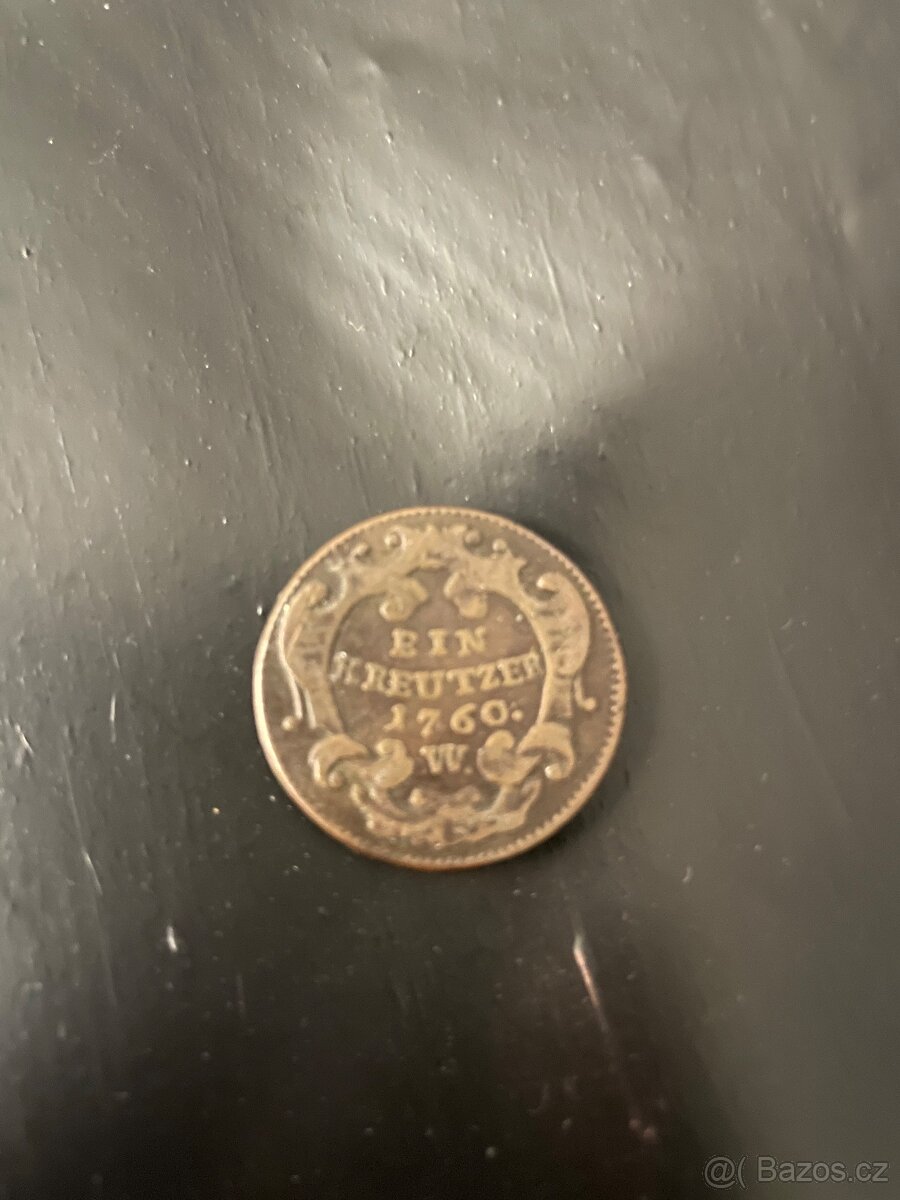 EIN
KREUTZER
1760.
W.
@( Bazos.cz